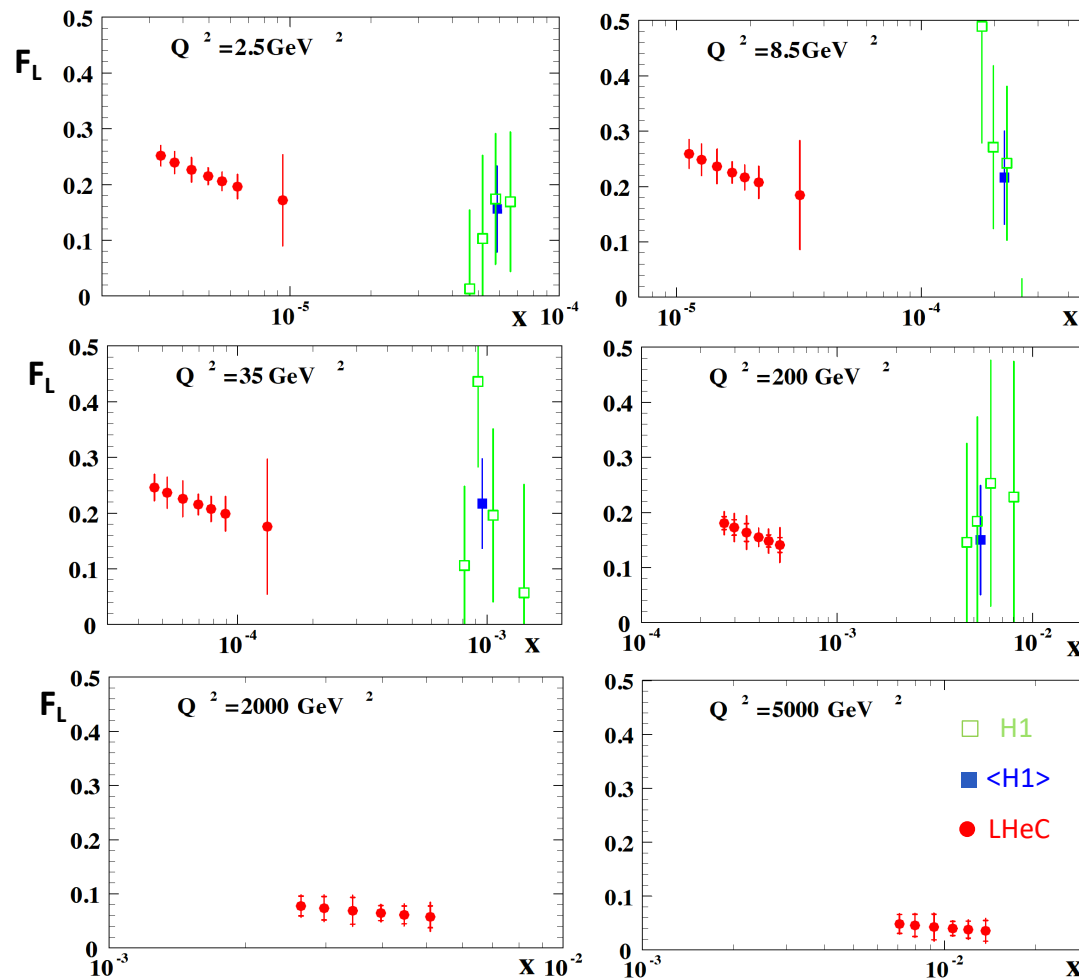 Q 2 =2.5GeV 2
F_L
0.5
0.4
0.3
0.2
0.1
0
10^-5
x 10^-4
Q 2 =8.5GeV 2
0.5
0.4
0.3
0.2
0.1
0
10^-5
10^-4
x
Q 2 =35 GeV 2
F_L
0.5
0.4
0.3
0.2
0.1
0
10^-4
10^-3
x
Q 2 =200 GeV 2
0.5
0.4
0.3
0.2
0.1
0
10^-4
10^-3
10^-2
x
Q 2 =2000 GeV 2
F_L
0.5
0.4
0.3
0.2
0.1
0
10^-3
x 10^-2
Q 2 =5000 GeV 2
0.5
0.4
0.3
0.2
0.1
0
10^-3
10^-2
x
H1
<H1>
LHeC